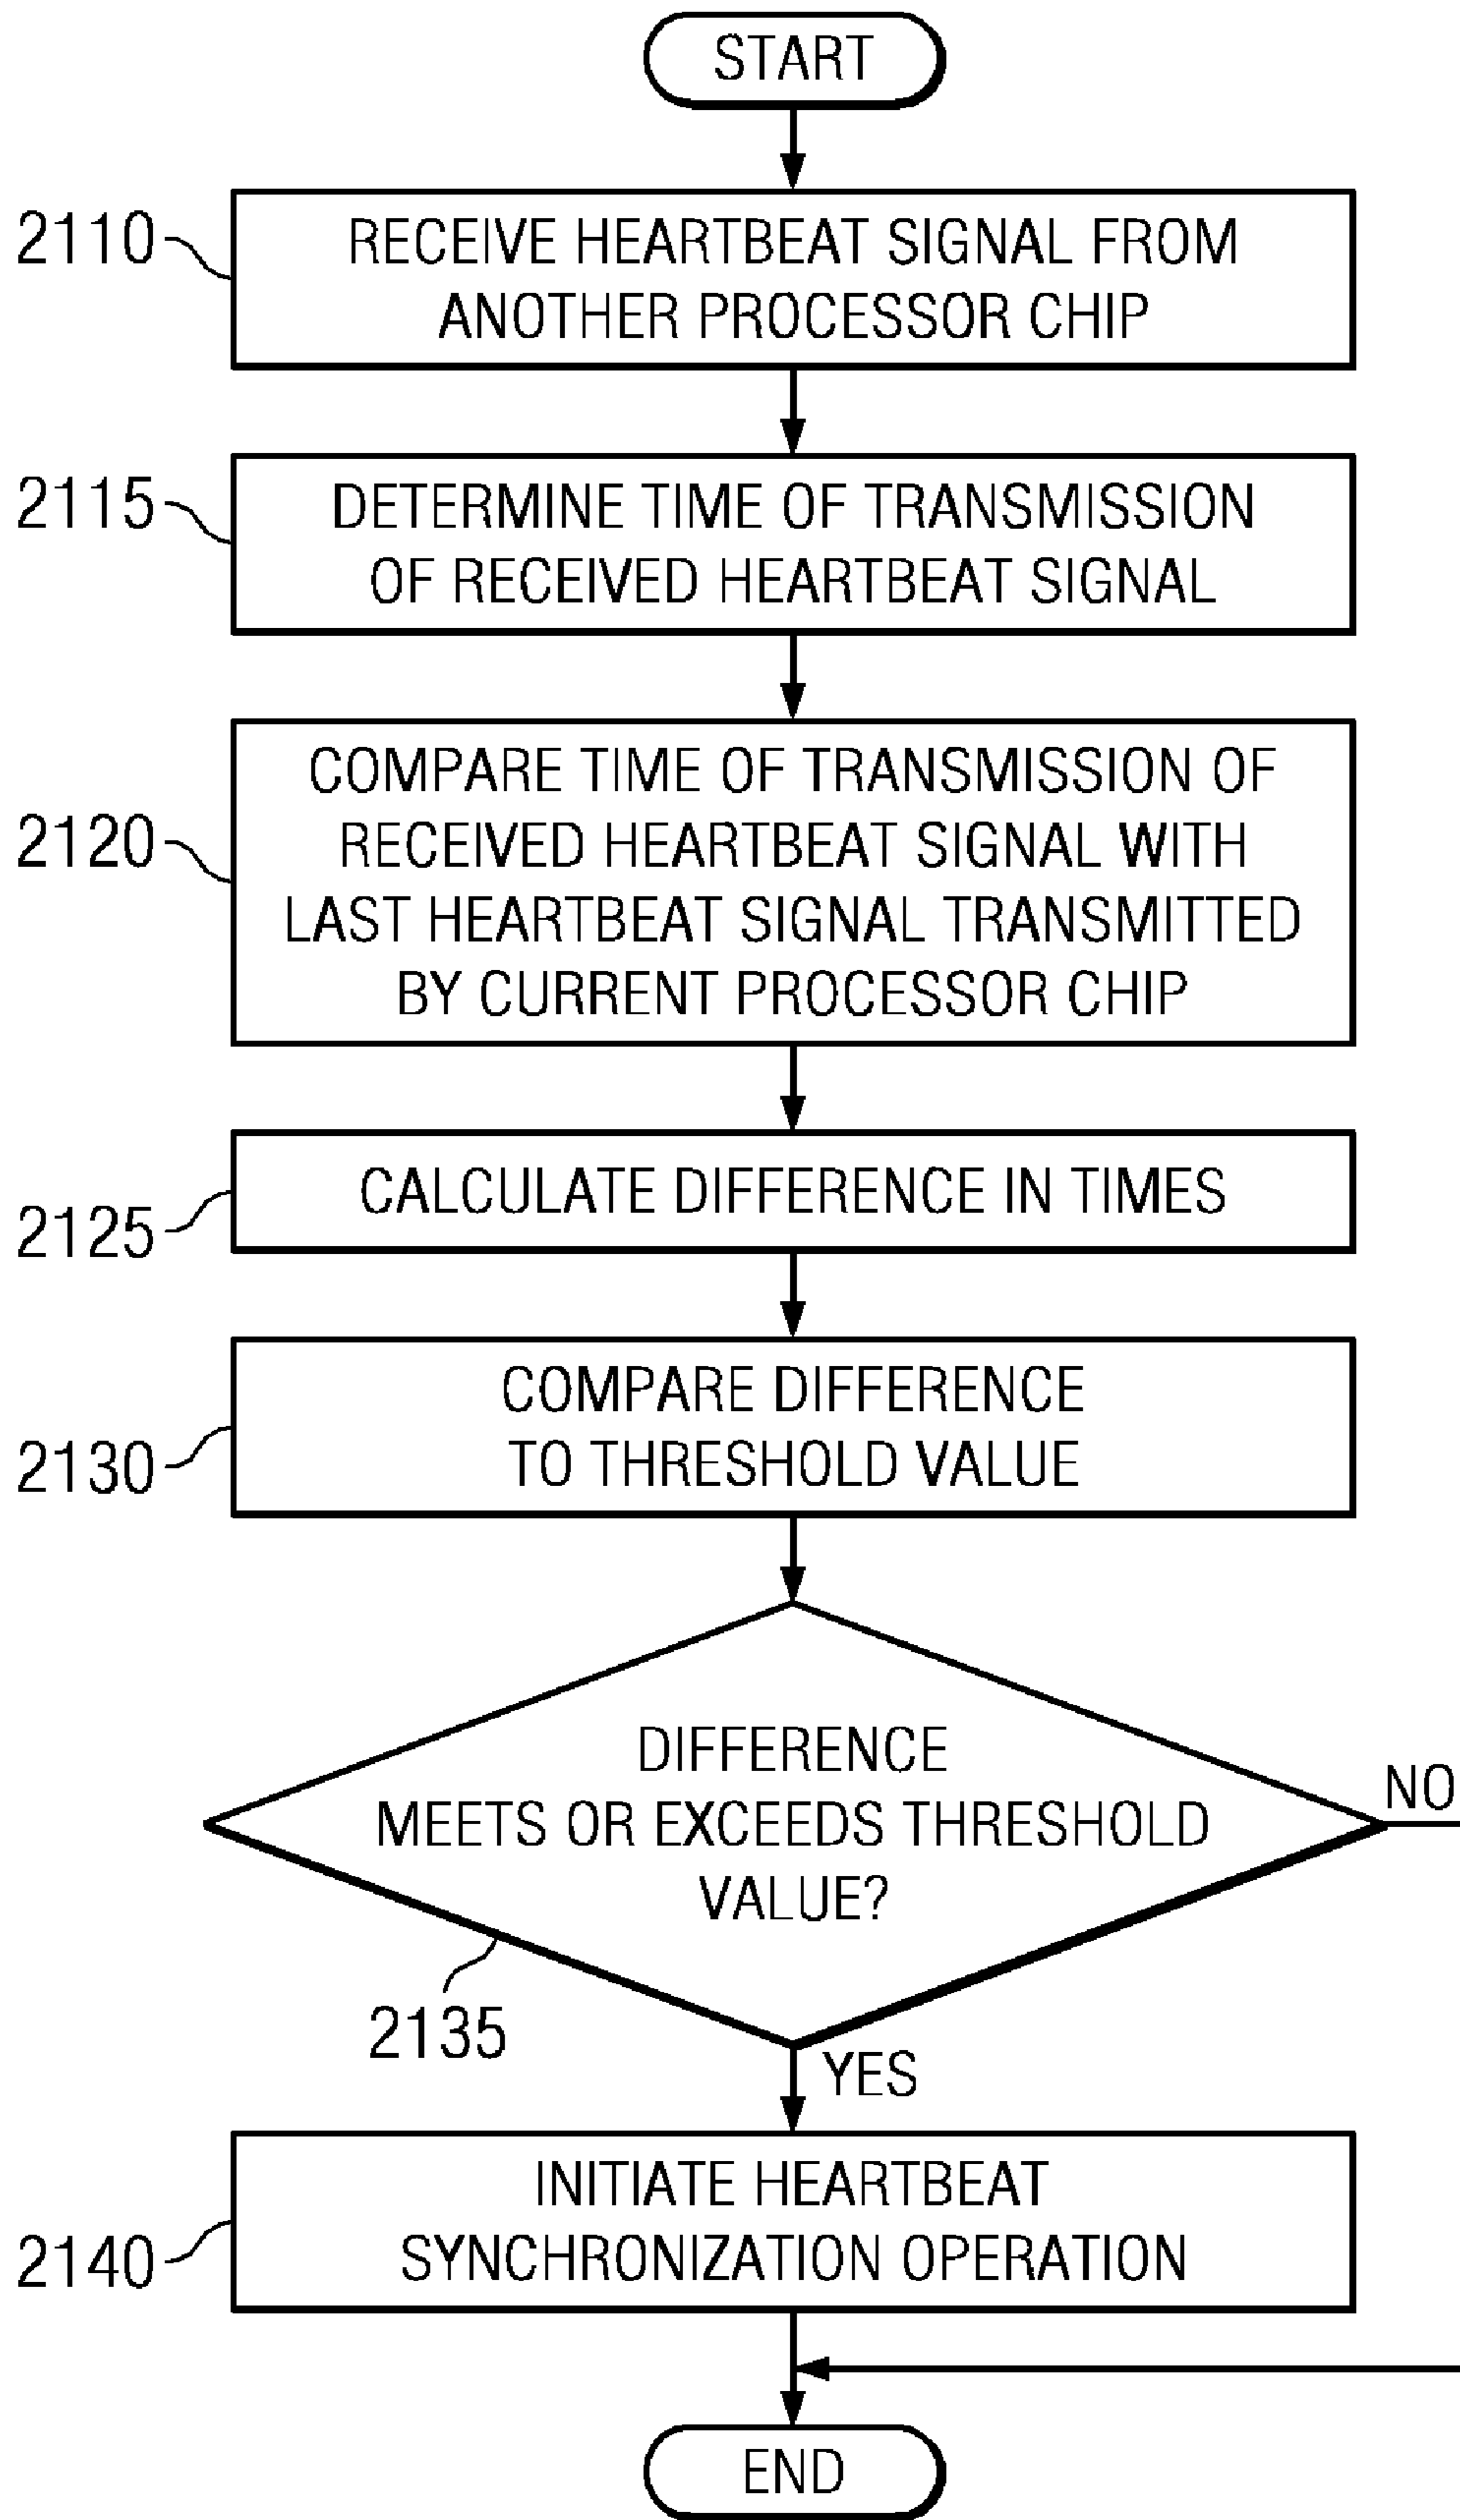 START
2110
RECEIVE HEARTBEAT SIGNAL FROM
ANOTHER PROCESSOR CHIP
2115
DETERMINE TIME OF TRANSMISSION
OF RECEIVED HEARTBEAT SIGNAL
2120
COMPARE TIME OF TRANSMISSION OF
RECEIVED HEARTBEAT SIGNAL WITH
LAST HEARTBEAT SIGNAL TRANSMITTED
BY CURRENT PROCESSOR CHIP
2125
CALCULATE DIFFERENCE IN TIMES
2130
COMPARE DIFFERENCE
TO THRESHOLD VALUE
DIFFERENCE
MEETS OR EXCEEDS THRESHOLD
VALUE?
NO
2135
YES
2140
INITIATE HEARTBEAT
SYNCHRONIZATION OPERATION
END